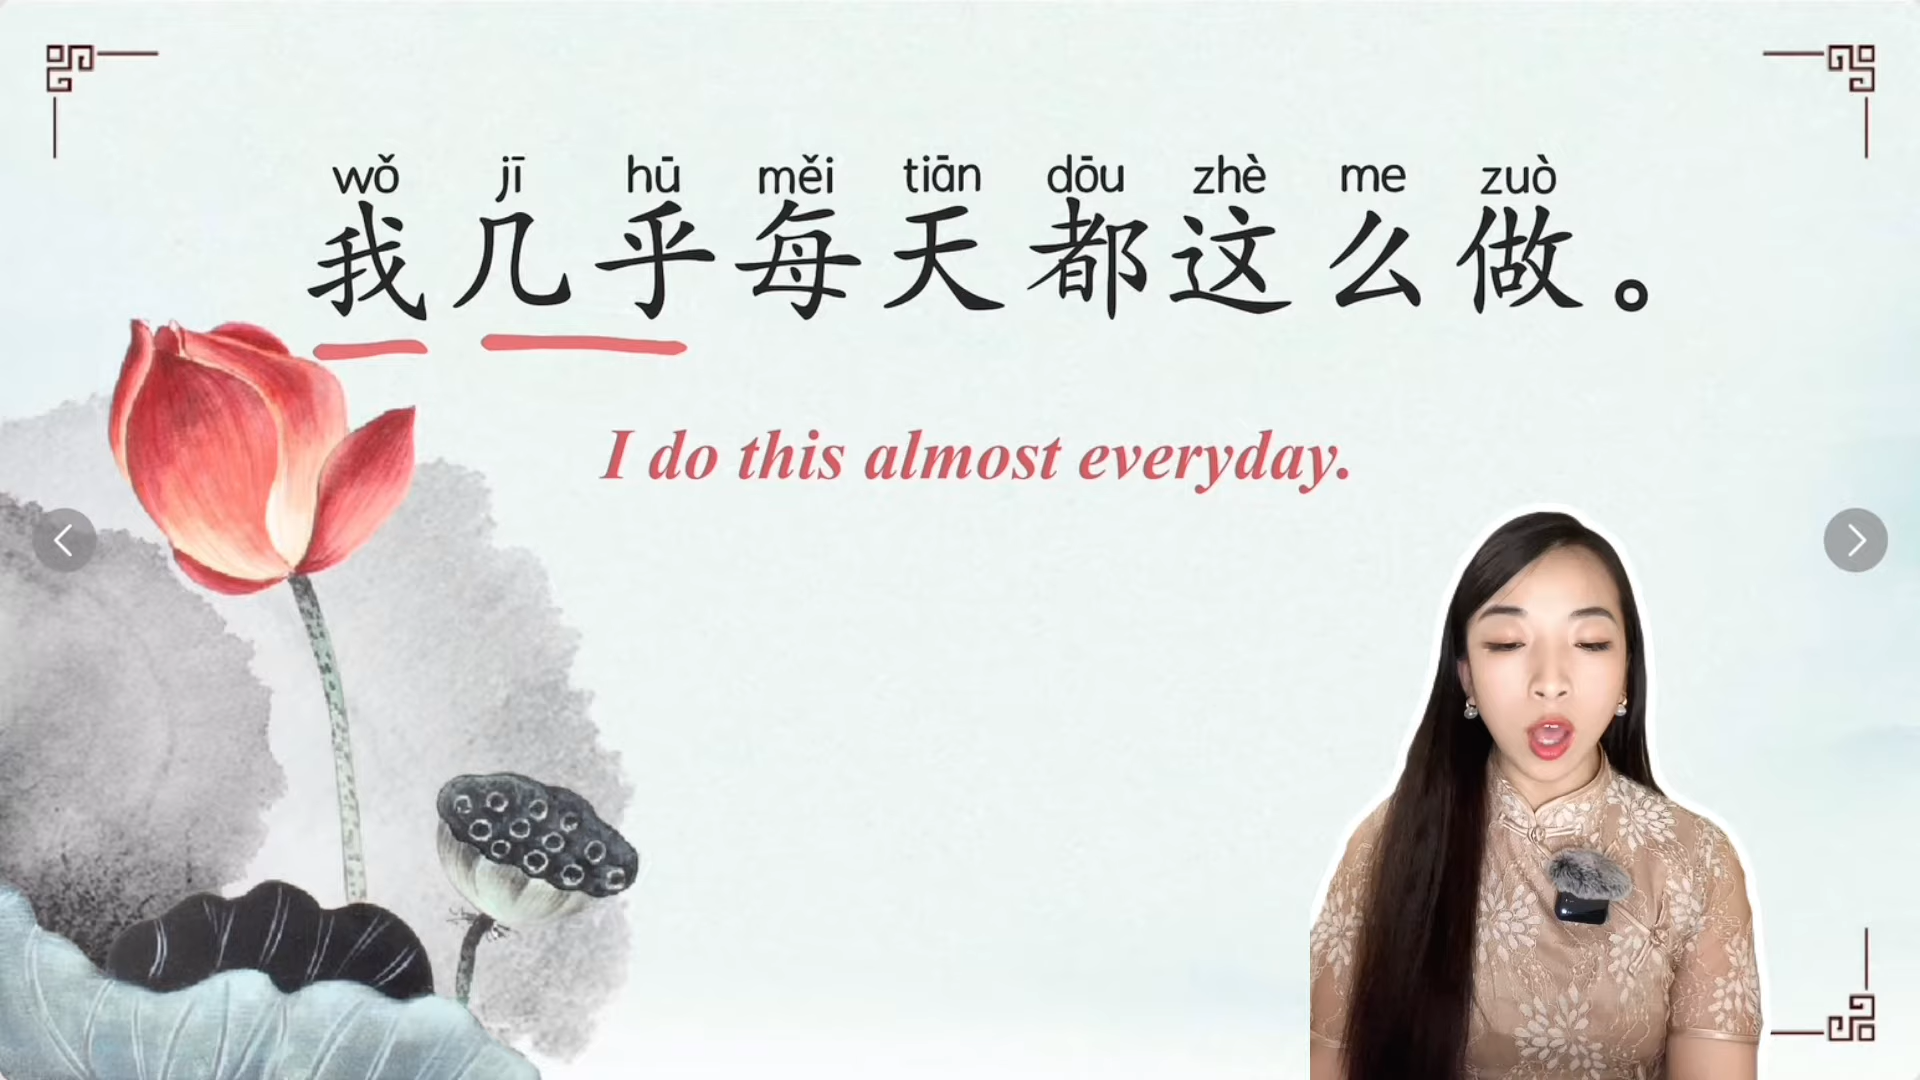 wǒ jī hū měi tiān dōu zhè me zuò
我几乎每天都这么做。
I do this almost everyday.